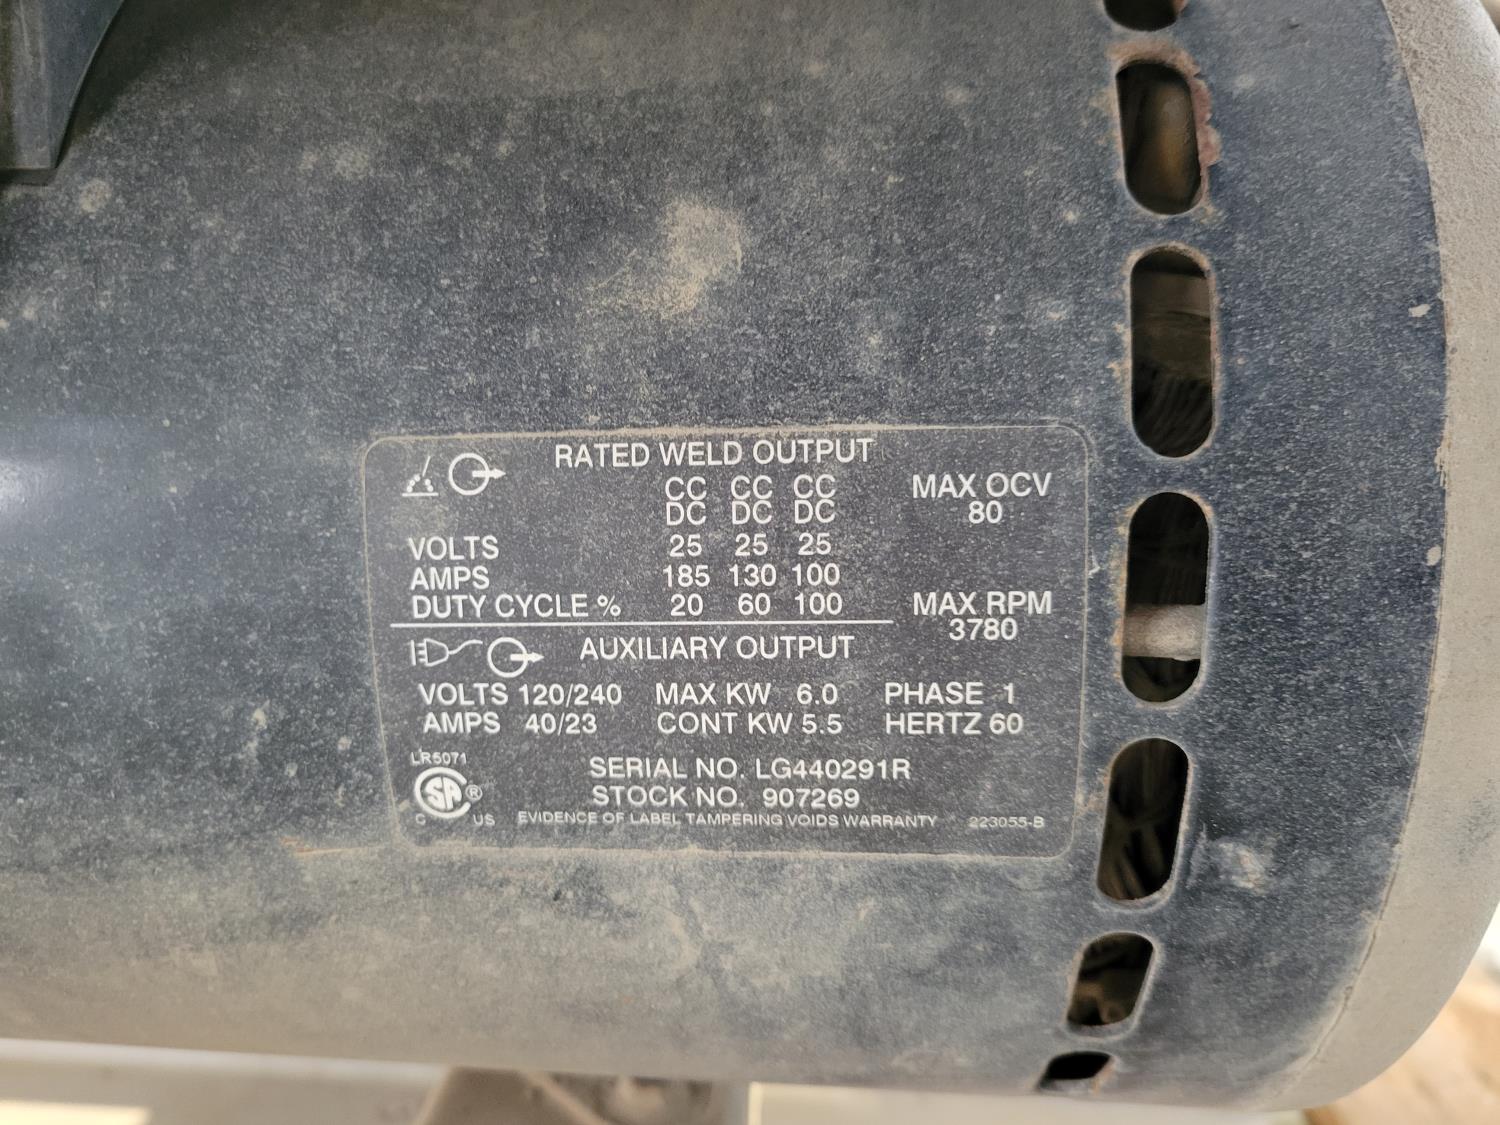 RATED WELD OUTPUT
CC CC CC
DC DC DC
MAX OCV
80
VOLTS 25 25 25
AMPS 185 130 100
DUTY CYCLE % 20 60 100
MAX RPM
3780
AUXILIARY OUTPUT
VOLTS 120/240 MAX KW 6.0 PHASE 1
AMPS 40/23 CONT KW 5.5 HERTZ 60
LR5071
SERIAL NO. LG440291R
STOCK NO. 907269
SA ®
C US
EVIDENCE OF LABEL TAMPERING VOIDS WARRANTY 223055-B